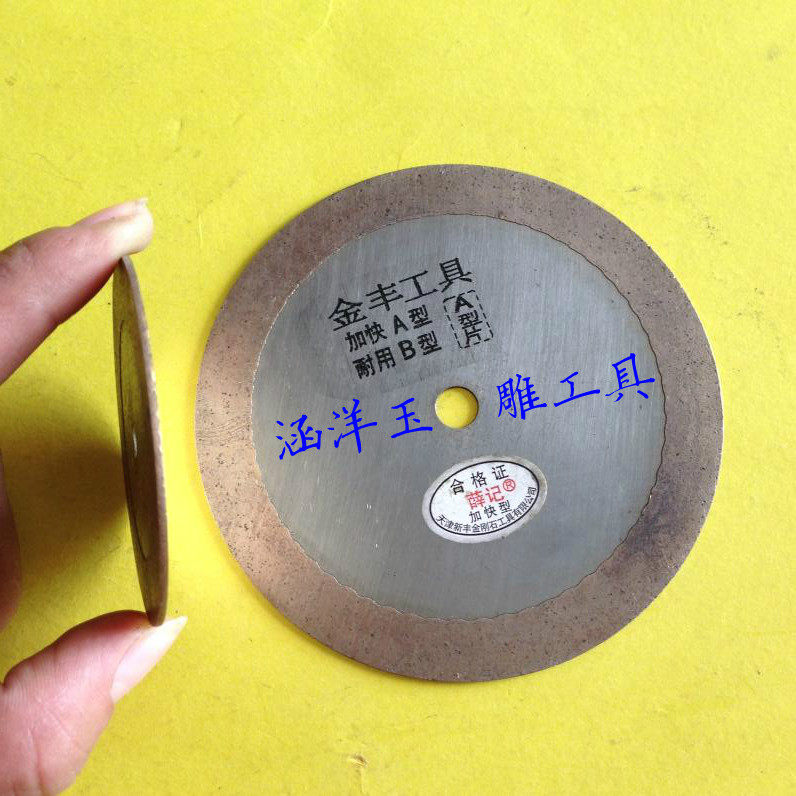 金丰工具
加快 A 型
耐用 B 型
A型片
涵洋玉 雕工具
合格证
薛记®
加快型
天津新丰金刚石工具有限公司